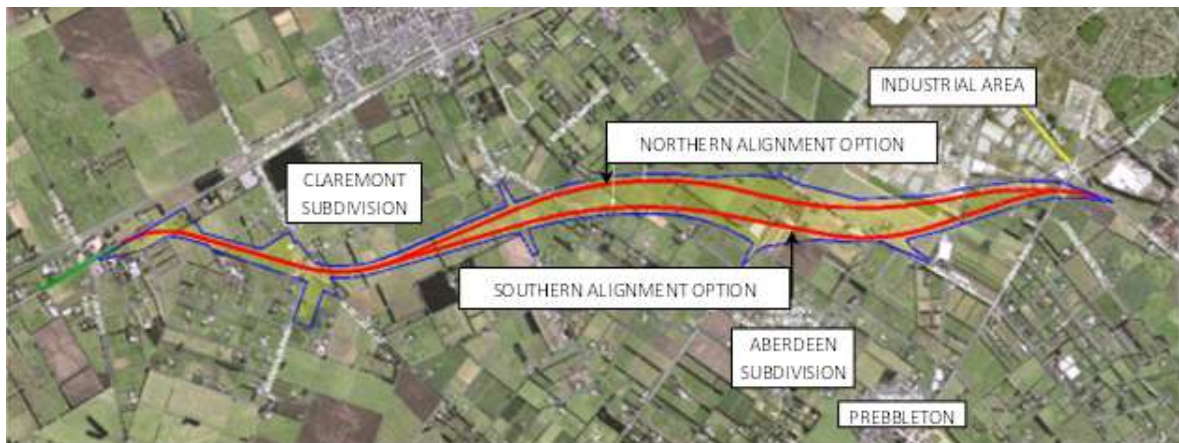 INDUSTRIAL AREA
NORTHERN ALIGNMENT OPTION
CLAREMONT
SUBDIVISION
SOUTHERN ALIGNMENT OPTION
ABERDEEN
SUBDIVISION
PREBBLETON